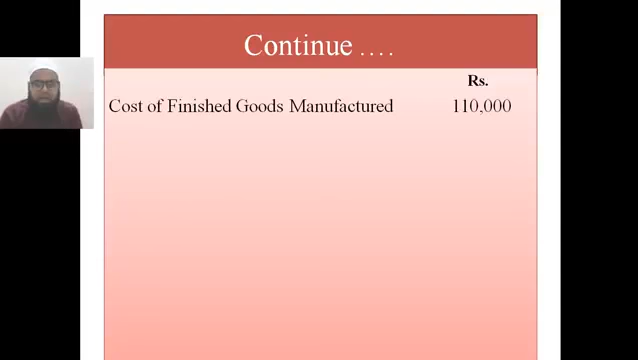 Continue ....
Rs.
Cost of Finished Goods Manufactured 110,000